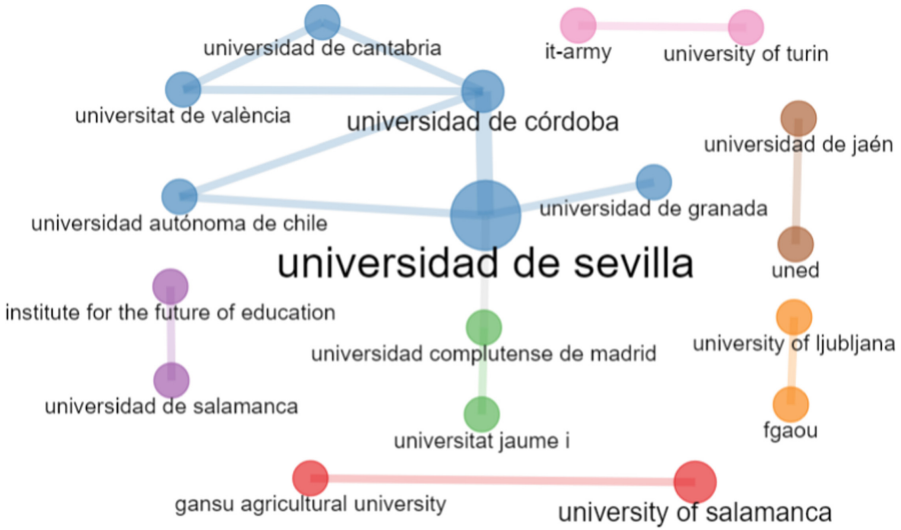 universidad de cantabria
it-army
university of turin
universitat de valència
universidad de córdoba
universidad de jaén
universidad autónoma de chile
universidad de granada
universidad de sevilla
uned
institute for the future of education
universidad complutense de madrid
university of ljubljana
universidad de salamanca
universitat jaume i
fgaou
gansu agricultural university
university of salamanca